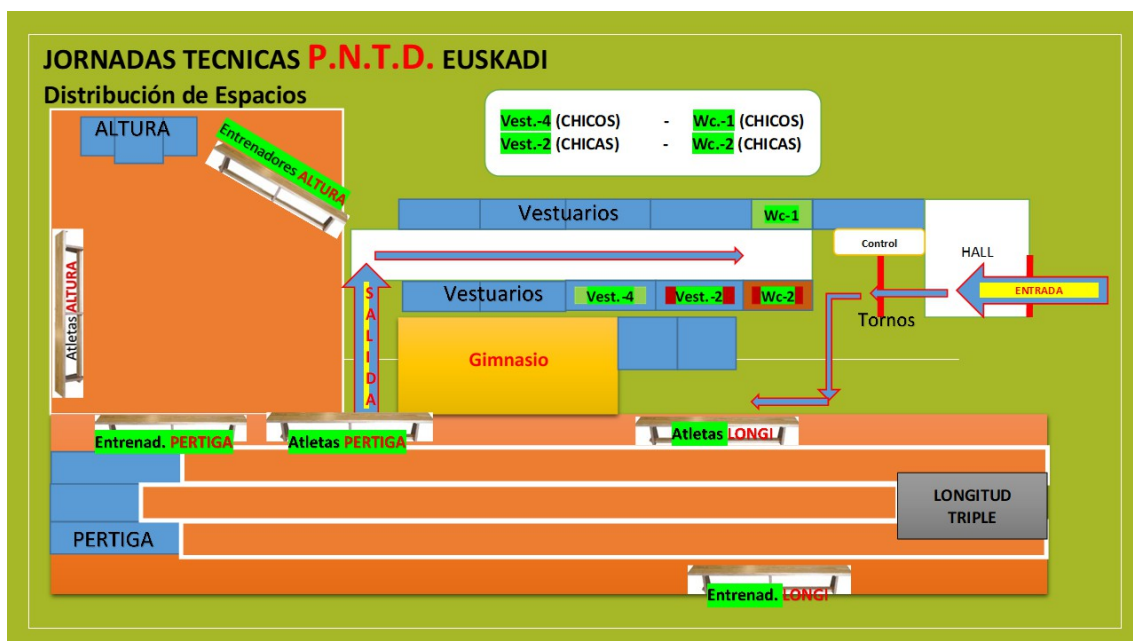 JORNADAS TECNICAS P.N.T.D. EUSKADI
Distribución de Espacios
Vest.-4 (CHICOS) - Wc.-1 (CHICOS)
Vest.-2 (CHICAS) - Wc.-2 (CHICAS)
ALTURA
Entrenadores ALTURA
Atletas ALTURA
Vestuarios
Wc-1
Control
HALL
ENTRADA
Tornos
SALIDA
Vestuarios
Vest.-4
Vest.-2
Wc-2
Gimnasio
Entrenad. PERTIGA
Atletas PERTIGA
Atletas LONGI
LONGITUD
TRIPLE
PERTIGA
Entrenad. LONGI